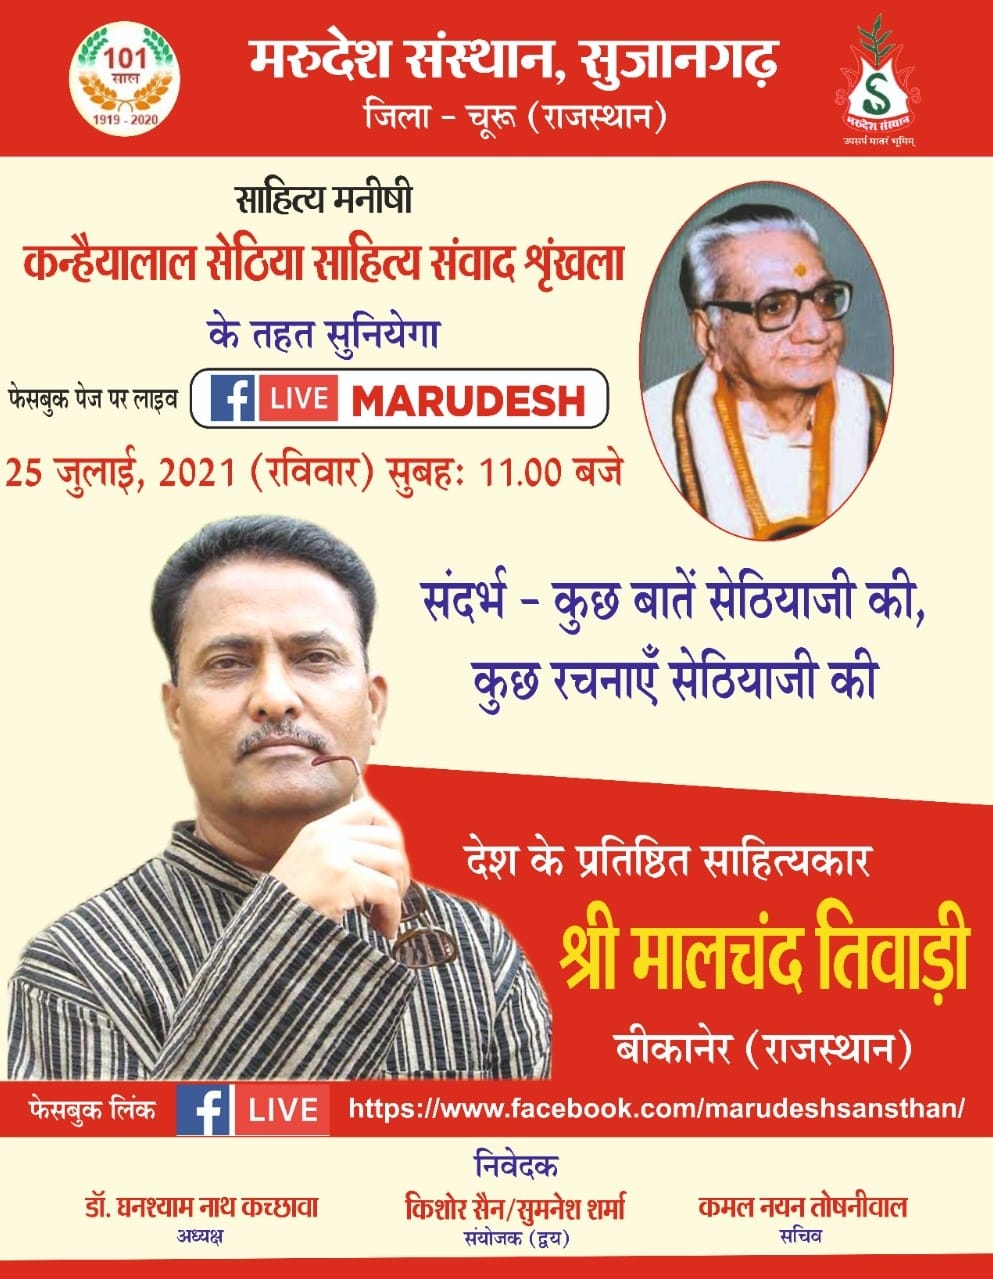 101
साल
1919 - 2020
मरुदेश संस्थान, सुजानगढ़
जिला - चूरू (राजस्थान)
S
मरुदेश संस्थान
उपसर्प मातरं भूमिम्
साहित्य मनीषी
कन्हैयालाल सेठिया साहित्य संवाद श्रृंखला
के तहत सुनियेगा
फेसबुक पेज पर लाइव f LIVE MARUDESH
25 जुलाई, 2021 (रविवार) सुबह: 11.00 बजे
संदर्भ - कुछ बातें सेठियाजी की,
कुछ रचनाएँ सेठियाजी की
देश के प्रतिष्ठित साहित्यकार
श्री मालचंद तिवाड़ी
बीकानेर (राजस्थान)
फेसबुक लिंक f LIVE https://www.facebook.com/marudeshsansthan/
निवेदक
डॉ. घनश्याम नाथ कच्छावा
अध्यक्ष
किशोर सैन/सुमनेश शर्मा
संयोजक (द्वय)
कमल नयन तोषनीवाल
सचिव